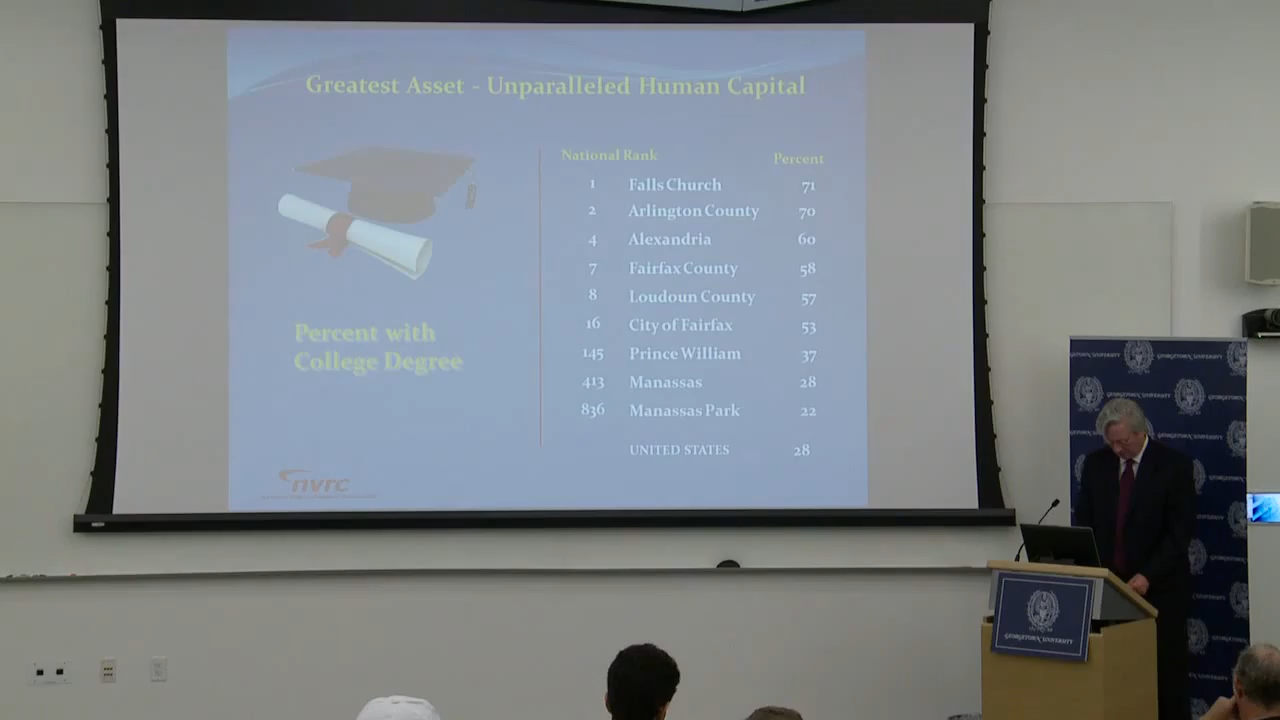 Greatest Asset - Unparalleled Human Capital
National Rank Percent
1 Falls Church 71
2 Arlington County 70
4 Alexandria 60
7 Fairfax County 58
8 Loudoun County 57
16 City of Fairfax 53
145 Prince William 37
413 Manassas 28
836 Manassas Park 22
UNITED STATES 28
Percent with
College Degree
nvrc
GEORGETOWN UNIVERSITY
GEORGETOWN UNIVERSITY